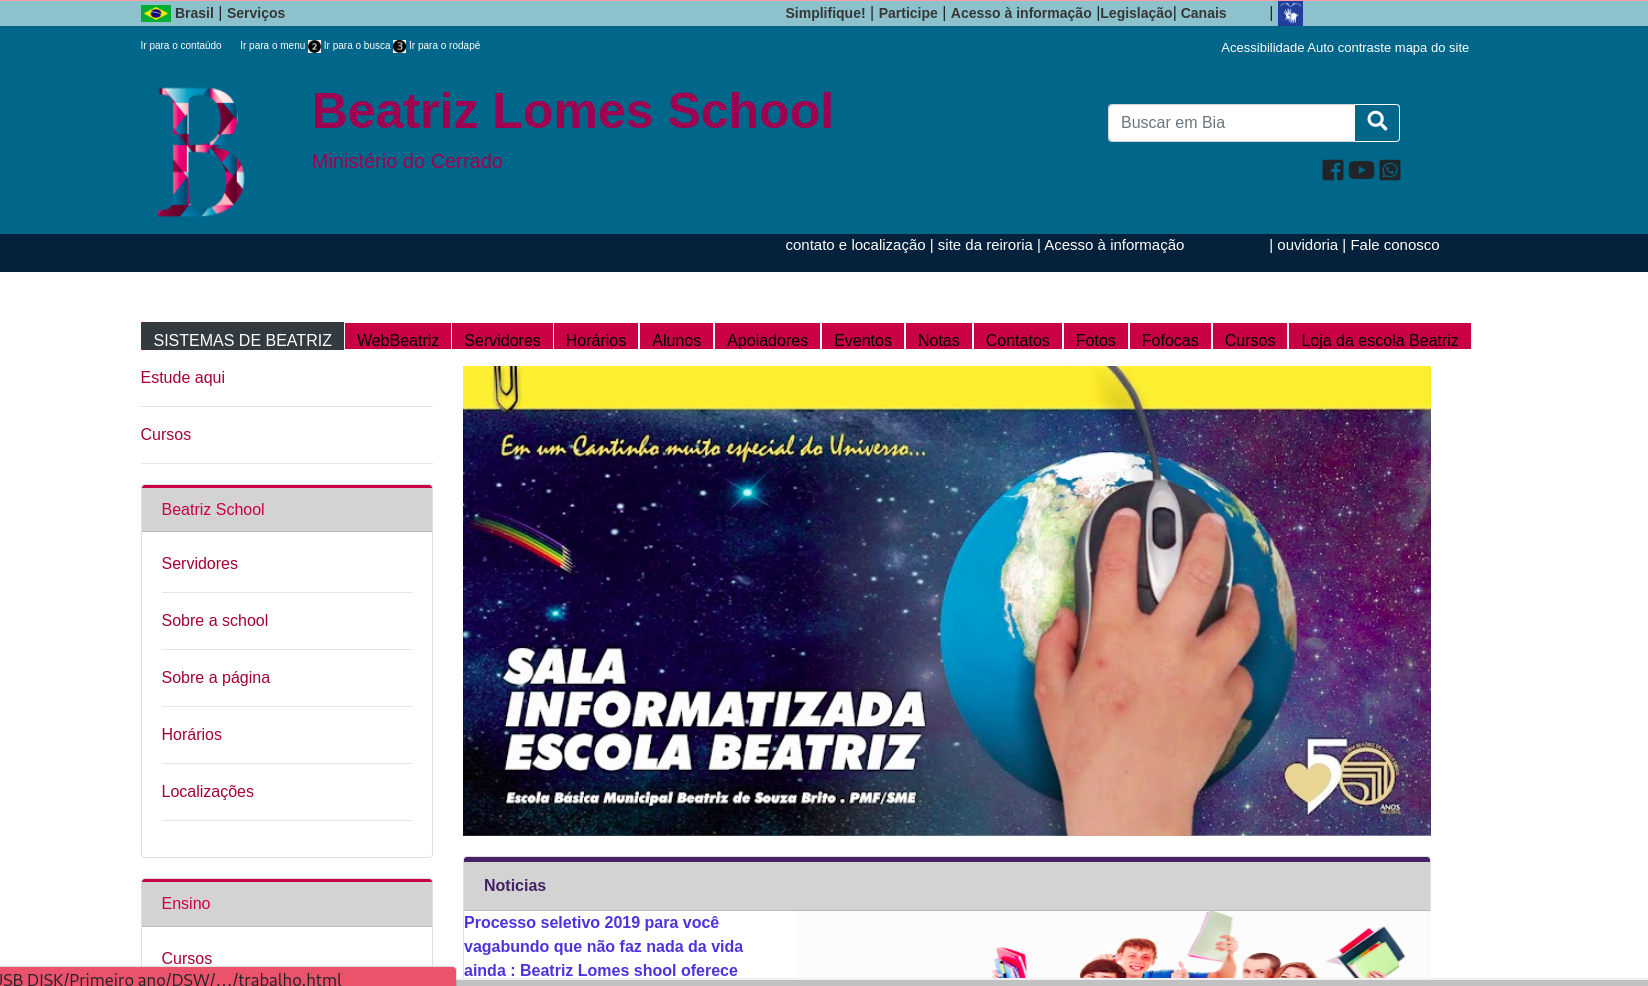 Brasil | Serviços
Simplifique! | Participe | Acesso à informação |Legislação| Canais |
Ir para o contaúdo Ir para o menu 2 Ir para o busca 3 Ir para o rodapé
Acessibilidade Auto contraste mapa do site
B
Beatriz Lomes School
Ministério do Cerrado
Buscar em Bia
contato e localização | site da reiroria | Acesso à informação | ouvidoria | Fale conosco
SISTEMAS DE BEATRIZ WebBeatriz Servidores Horários Alunos Apoiadores Eventos Notas Contatos Fotos Fofocas Cursos Loja da escola Beatriz
Estude aqui
Cursos
Beatriz School
Servidores
Sobre a school
Sobre a página
Horários
Localizações
Ensino
Cursos
Em um Cantinho muito especial do Universo...
SALA
INFORMATIZADA
ESCOLA BEATRIZ
Escola Básica Municipal Beatriz de Souza Brito . PMF/SME
50
ANOS
Noticias
Processo seletivo 2019 para você
vagabundo que não faz nada da vida
ainda : Beatriz Lomes shool oferece
USB DISK/Primeiro ano/DSW/.../trabalho.html